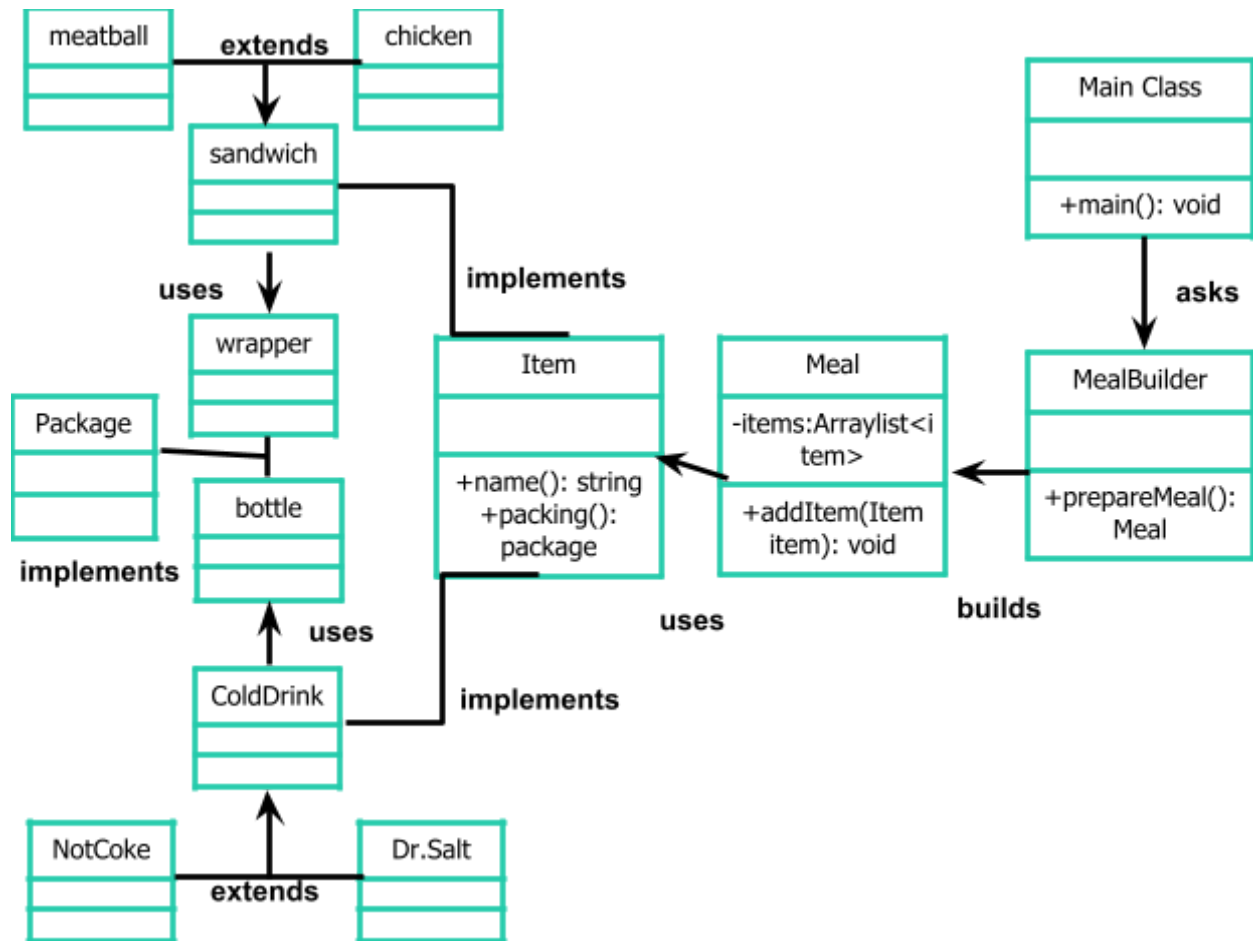 meatball
extends
chicken
sandwich
Main Class
+main(): void
uses
implements
asks
wrapper
Item
Meal
MealBuilder
Package
-items:Arraylist<i
tem>
+name(): string
+packing():
package
+addItem(Item
item): void
+prepareMeal():
Meal
bottle
implements
uses
uses
builds
ColdDrink
implements
NotCoke
extends
Dr.Salt